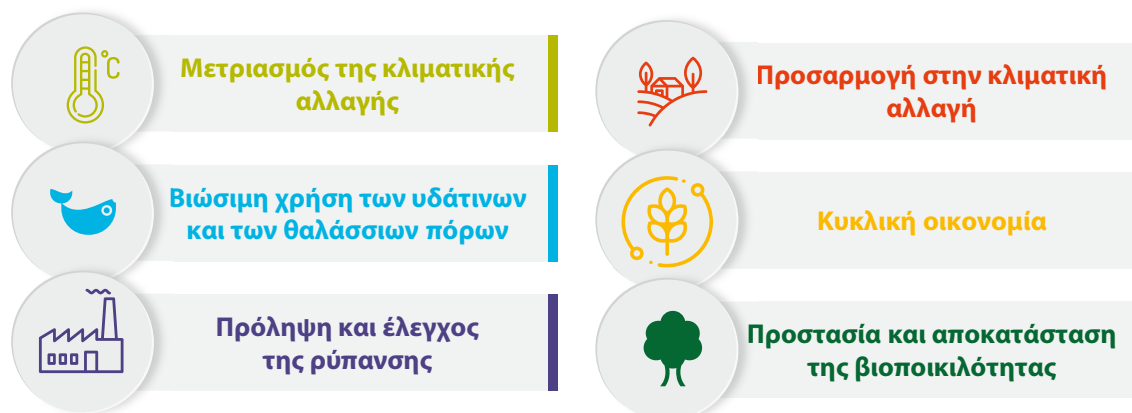 °C
Μετριασμός της κλιματικής
αλλαγής
Προσαρμογή στην κλιματική
αλλαγή
Βιώσιμη χρήση των υδάτινων
και των θαλάσσιων πόρων
Κυκλική οικονομία
Πρόληψη και έλεγχος
της ρύπανσης
Προστασία και αποκατάσταση
της βιοποικιλότητας